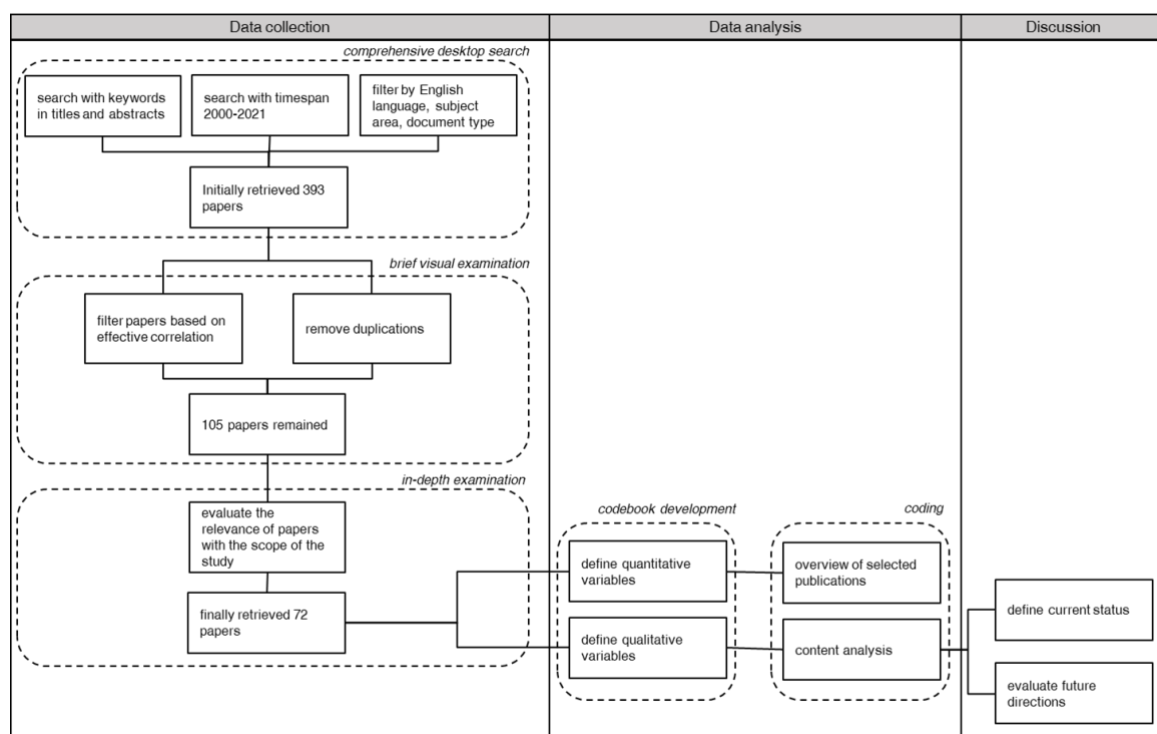 Data collection
Data analysis
Discussion
comprehensive desktop search
search with keywords
in titles and abstracts
search with timespan
2000-2021
filter by English
language, subject
area, document type
Initially retrieved 393
papers
brief visual examination
filter papers based on
effective correlation
remove duplications
105 papers remained
in-depth examination
evaluate the
relevance of papers
with the scope of the
study
finally retrieved 72
papers
codebook development
define quantitative
variables
define qualitative
variables
coding
overview of selected
publications
content analysis
define current status
evaluate future
directions